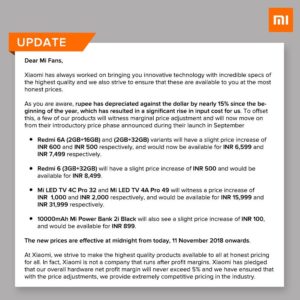 mi
UPDATE
Dear Mi Fans,
Xiaomi has always worked on bringing you innovative technology with incredible specs of the
highest quality and we also strive to ensure that these are available to you at the most
honest prices.
As you are aware, rupee has depreciated against the dollar by nearly 15% since the be-
ginning of the year, which has resulted in a significant rise in input cost for us. To offset
this, a few of our products will witness marginal price adjustment and will now move on
from their introductory price phase announced during their launch in September
• Redmi 6A (2GB+16GB) and (2GB+32GB) variants will have a slight price increase of
INR 600 and INR 500 respectively, and would now be available for INR 6,599 and
INR 7,499 respectively.
• Redmi 6 (3GB+32GB) will have a slight price increase of INR 500 and would be
available for INR 8,499.
• Mi LED TV 4C Pro 32 and Mi LED TV 4A Pro 49 will witness a price increase of
INR 1,000 and INR 2,000 respectively, and would be available for INR 15,999 and
INR 31,999 respectively.
• 10000mAh Mi Power Bank 2i Black will also see a slight price increase of INR 100,
and would be available for INR 899.
The new prices are effective at midnight from today, 11 November 2018 onwards.
At Xiaomi, we strive to make the highest quality products available to all at honest pricing
for all. In fact, Xiaomi is not a company that runs after profit margins. Xiaomi has pledged
that our overall hardware net profit margin will never exceed 5% and we have ensured that
with the price adjustments, we provide extremely competitive pricing in the industry.